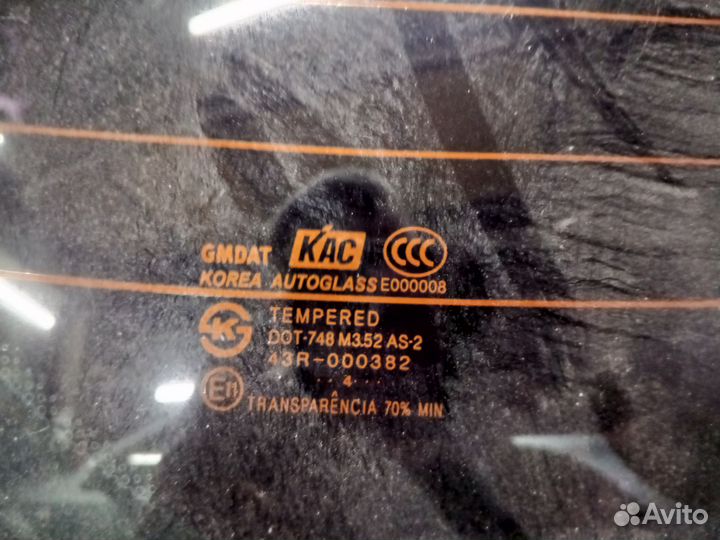 GMDAT KAC CCC
KOREA AUTOGLASS E000008
TEMPERED
DOT-748 M3.52 AS-2
43R-000382
· · 4 · · ·
E11
TRANSPARÊNCIA 70% MIN
Avito